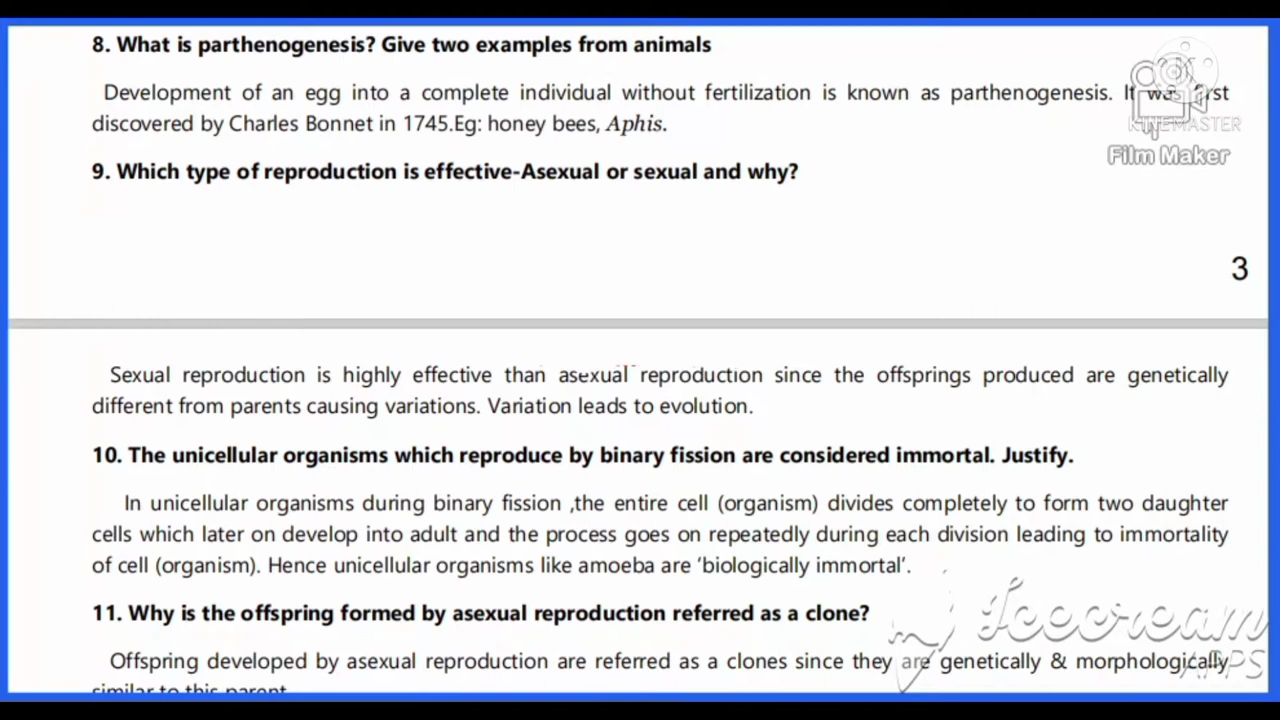 8. What is parthenogenesis? Give two examples from animals
Development of an egg into a complete individual without fertilization is known as parthenogenesis. It was first
discovered by Charles Bonnet in 1745.Eg: honey bees, Aphis.
KINEMASTER
Film Maker
9. Which type of reproduction is effective-Asexual or sexual and why?
3
Sexual reproduction is highly effective than asexual reproduction since the offsprings produced are genetically
different from parents causing variations. Variation leads to evolution.
10. The unicellular organisms which reproduce by binary fission are considered immortal. Justify.
In unicellular organisms during binary fission ,the entire cell (organism) divides completely to form two daughter
cells which later on develop into adult and the process goes on repeatedly during each division leading to immortality
of cell (organism). Hence unicellular organisms like amoeba are ‘biologically immortal’.
11. Why is the offspring formed by asexual reproduction referred as a clone?
Icecream
APPS
Offspring developed by asexual reproduction are referred as a clones since they are genetically & morphologically
similar to this parent